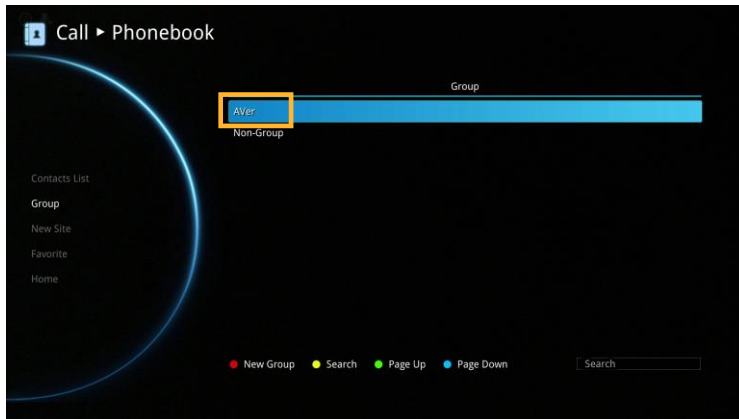 Call ▸ Phonebook
Group
AVer
Non-Group
Contacts List
Group
New Site
Favorite
Home
New Group Search Page Up Page Down Search